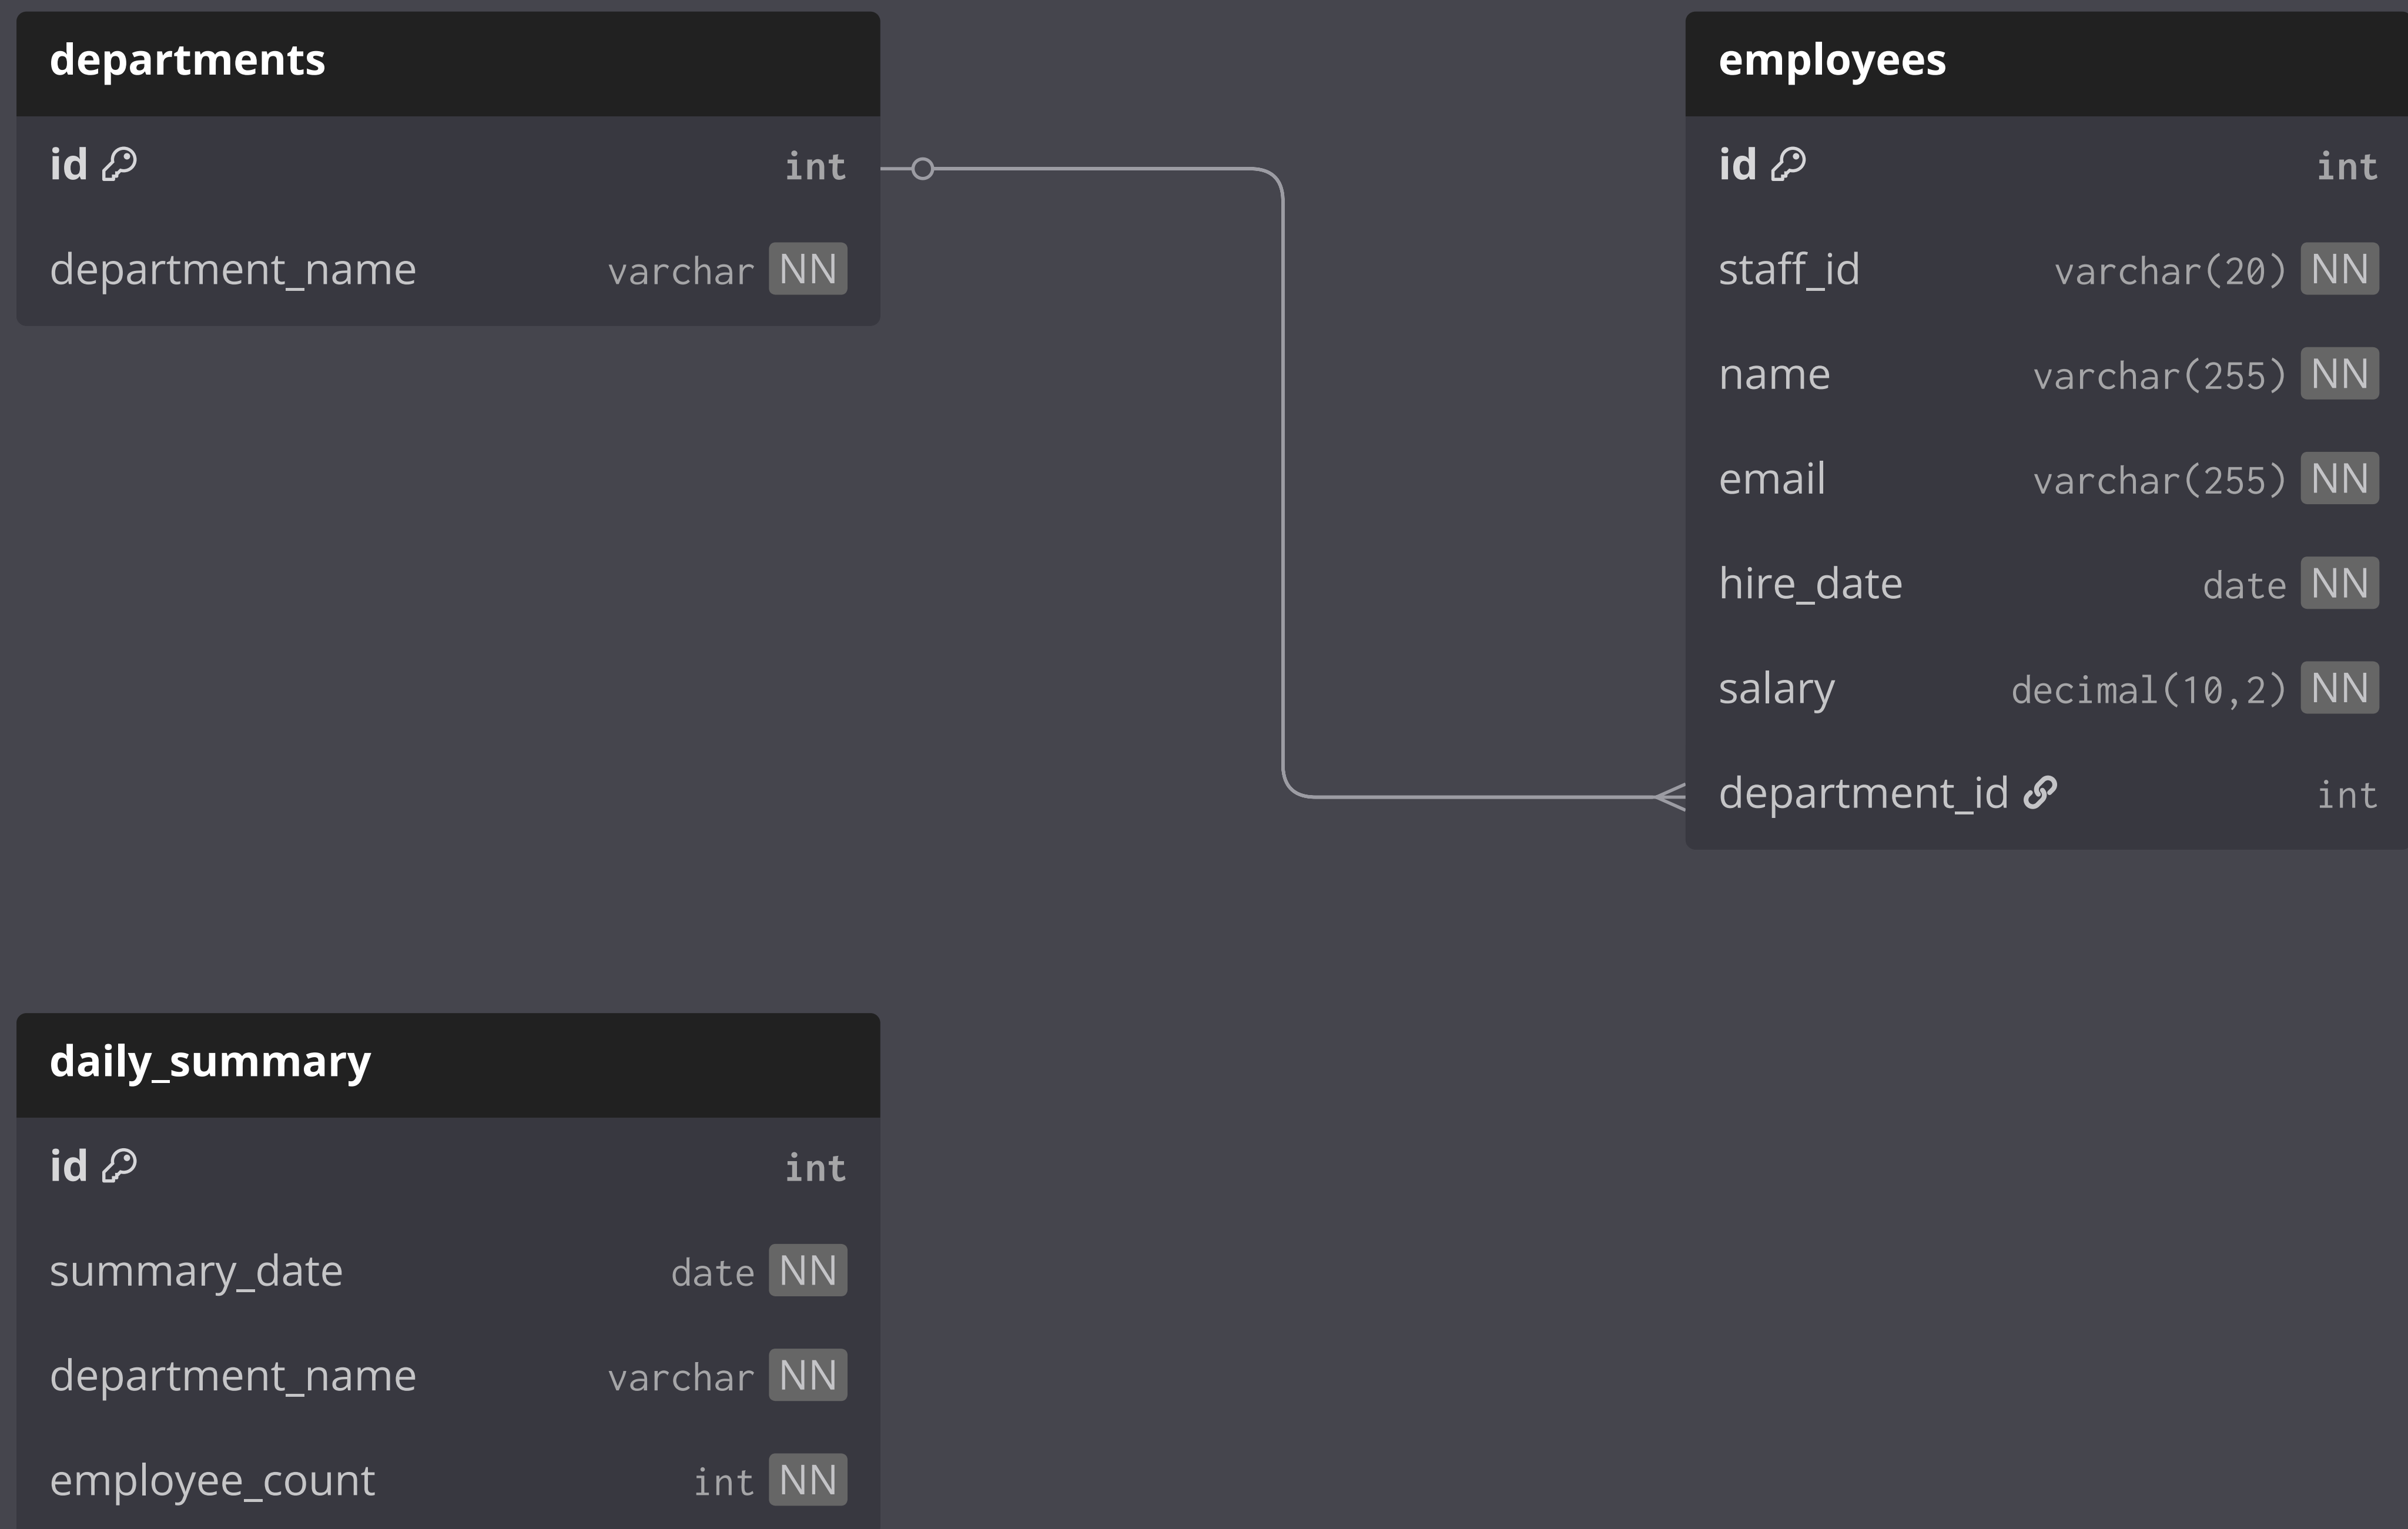 departments
id int
department_name varchar NN
employees
id int
staff_id varchar(20) NN
name varchar(255) NN
email varchar(255) NN
hire_date date NN
salary decimal(10,2) NN
department_id int
daily_summary
id int
summary_date date NN
department_name varchar NN
employee_count int NN